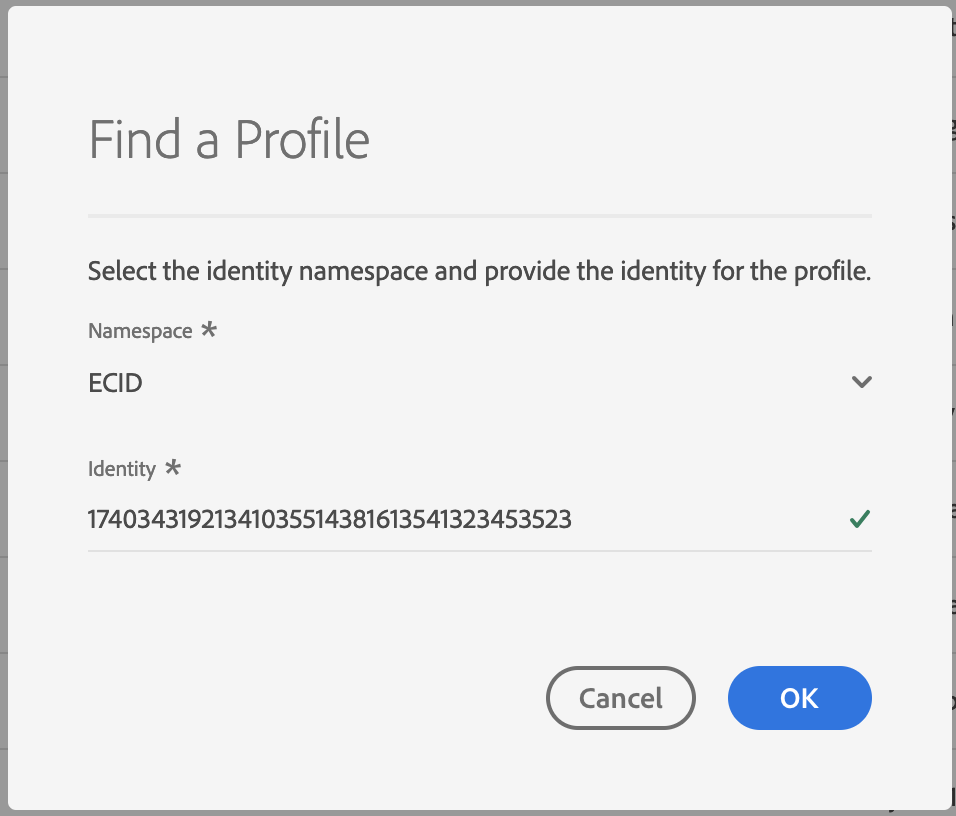 Find a Profile
Select the identity namespace and provide the identity for the profile.
Namespace *
ECID
Identity *
17403431921341035514381613541323453523
Cancel
OK